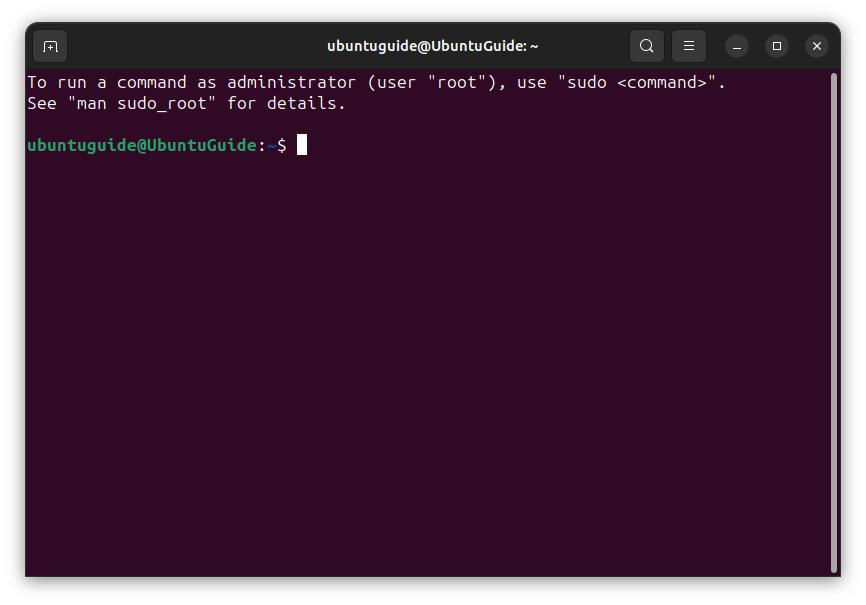 ubuntuguide@UbuntuGuide: ~
To run a command as administrator (user "root"), use "sudo <command>".
See "man sudo_root" for details.
ubuntuguide@UbuntuGuide:~$